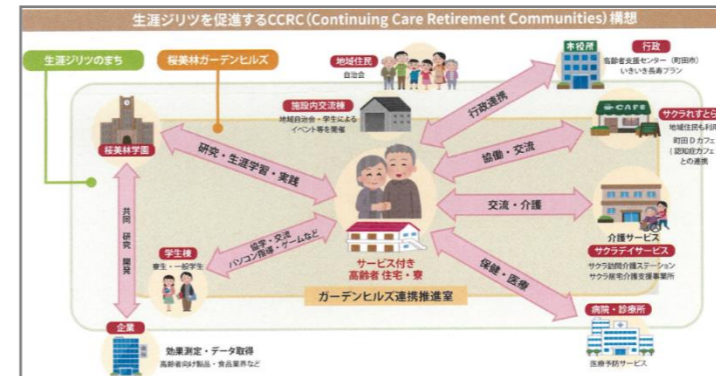 生涯ジリツを促進するCCRC(Continuing Care Retirement Communities)構想
生涯ジリツのまち
桜美林ガーデンヒルズ
地域住民
自治会
市役所
行政
高齢者支援センター(町田市)
いきいき長寿プラン
施設内交流棟
地域自治会・学生による
イベント等を開催
行政連携
CAFE
サクラれすとら
地域住民も利
町田Dカフェ
(認知症カフェ
との連携
桜美林学園
研究・生涯学習・実践
協働・交流
交流・介護
介護サービス
サクラデイサービス
サクラ訪問介護ステーション
サクラ居宅介護支援事業所
共同 研究 開発
協学・交流
パソコン指導・ゲームなど
学生棟
寮生・一般学生
サービス付き
高齢者 住宅・寮
保健・医療
ガーデンヒルズ連携推進室
病院・診療所
医療予防サービス
企業
効果測定・データ取得
高齢者向け製品・食品業界など